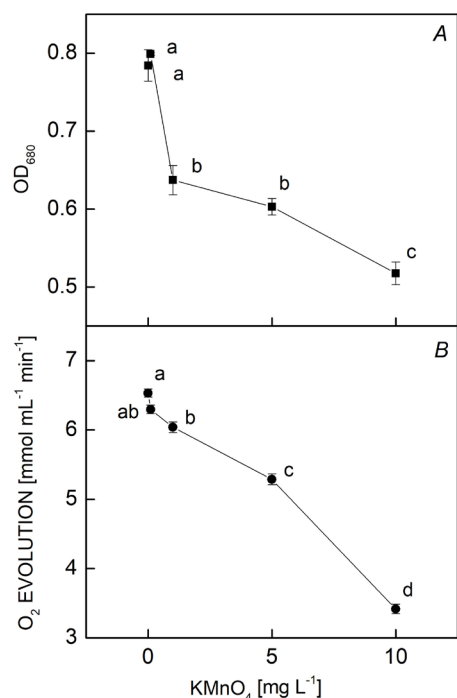 A
0.8
0.7
0.6
0.5
OD₆₈₀
a
a
b
b
c
B
7
6
5
4
3
O₂ EVOLUTION [mmol mL⁻¹ min⁻¹]
a
ab
b
c
d
0 5 10
KMnO₄ [mg L⁻¹]